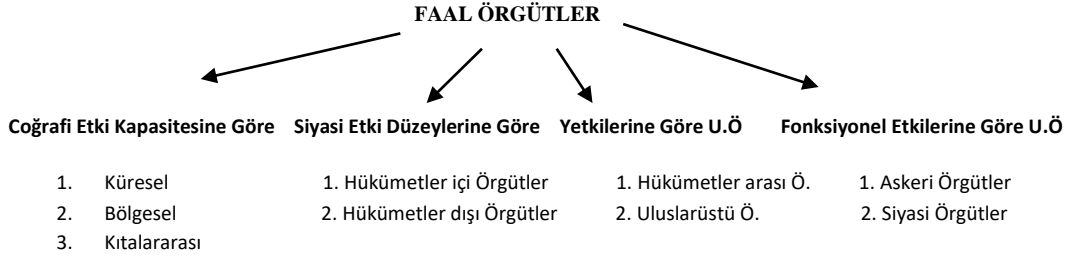 FAAL ÖRGÜTLER
Coğrafi Etki Kapasitesine Göre
1. Küresel
2. Bölgesel
3. Kıtalararası
Siyasi Etki Düzeylerine Göre
1. Hükümetler içi Örgütler
2. Hükümetler dışı Örgütler
Yetkilerine Göre U.Ö
1. Hükümetler arası Ö.
2. Uluslarüstü Ö.
Fonksiyonel Etkilerine Göre U.Ö
1. Askeri Örgütler
2. Siyasi Örgütler